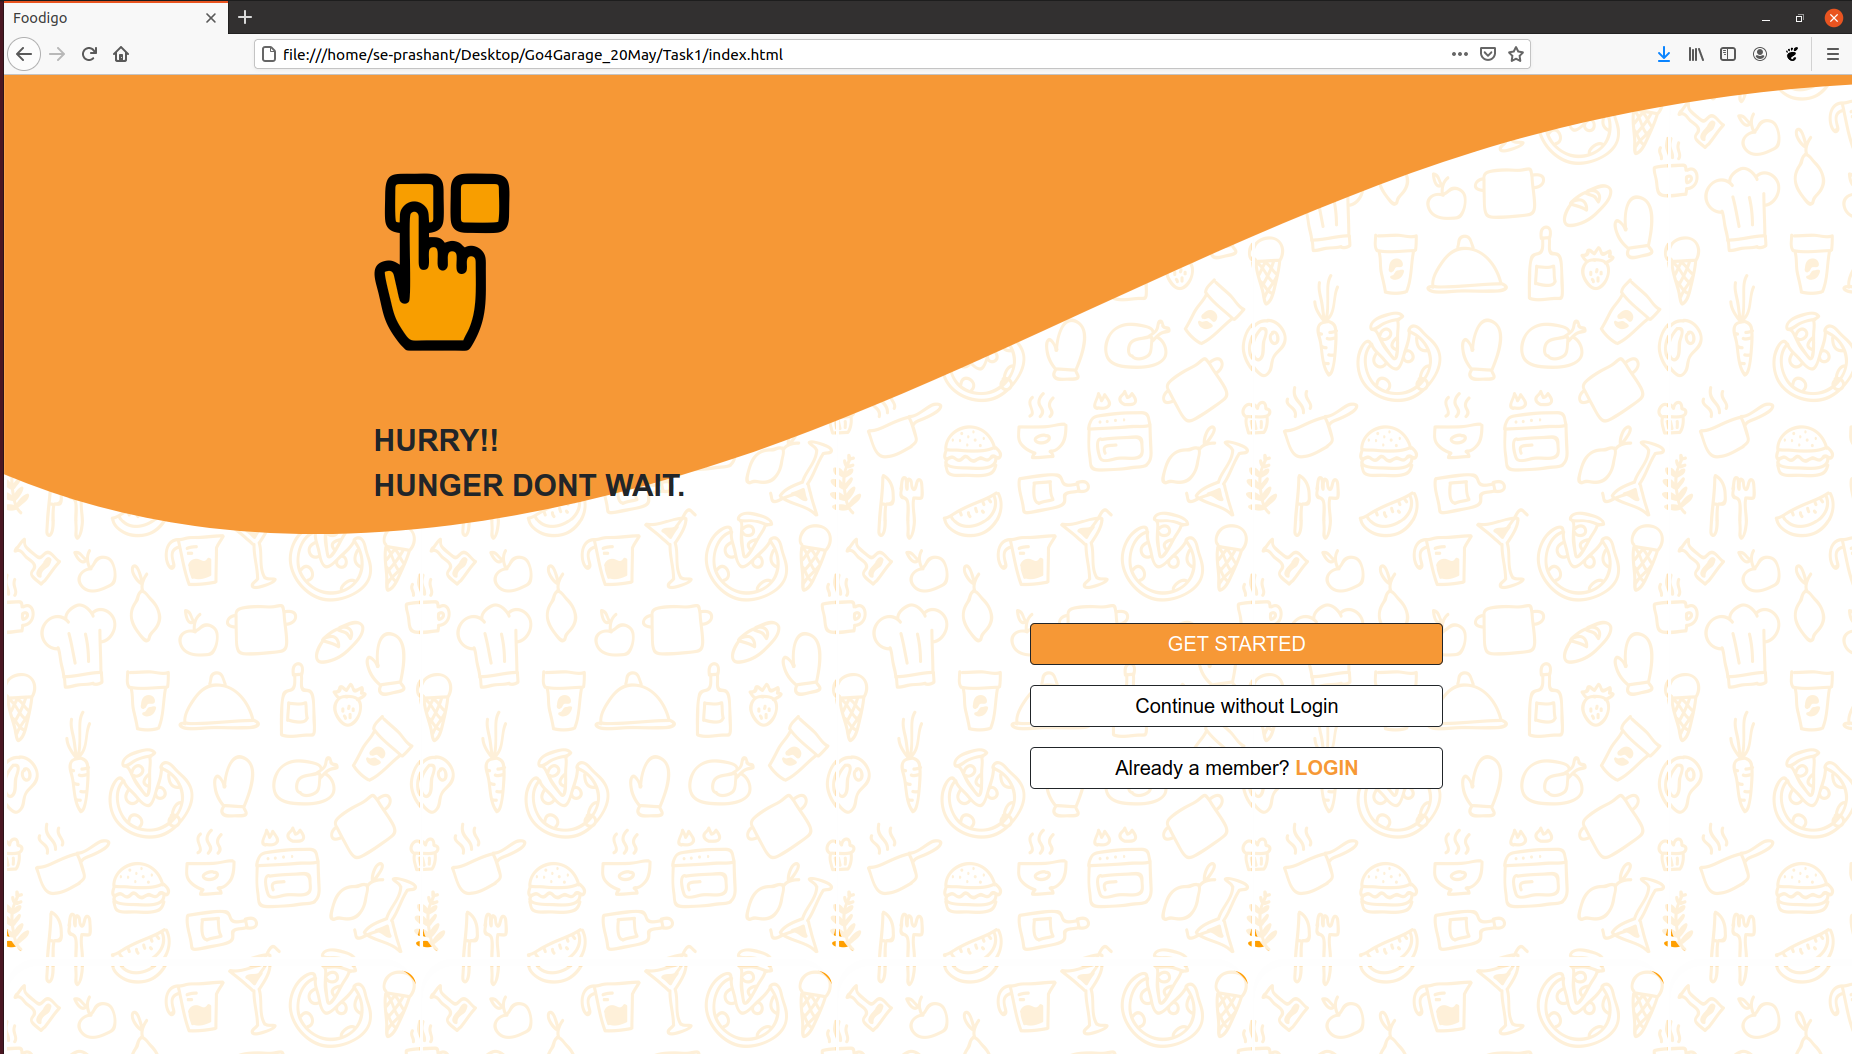 Foodigo
file:///home/se-prashant/Desktop/Go4Garage_20May/Task1/index.html
HURRY!!
HUNGER DONT WAIT.
GET STARTED
Continue without Login
Already a member? LOGIN